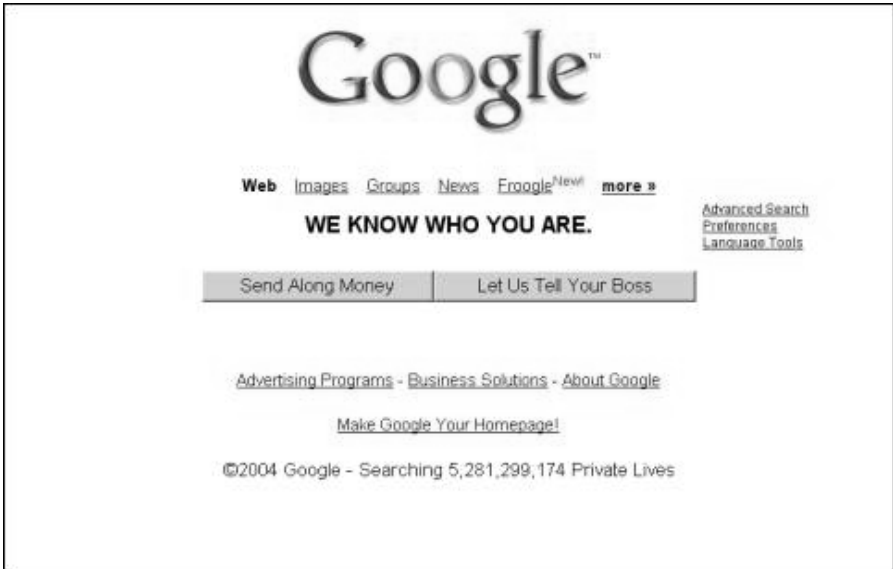 Google™
Web Images Groups News Froogle New! more »
WE KNOW WHO YOU ARE.
Advanced Search
Preferences
Language Tools
Send Along Money Let Us Tell Your Boss
Advertising Programs - Business Solutions - About Google
Make Google Your Homepage!
©2004 Google - Searching 5,281,299,174 Private Lives